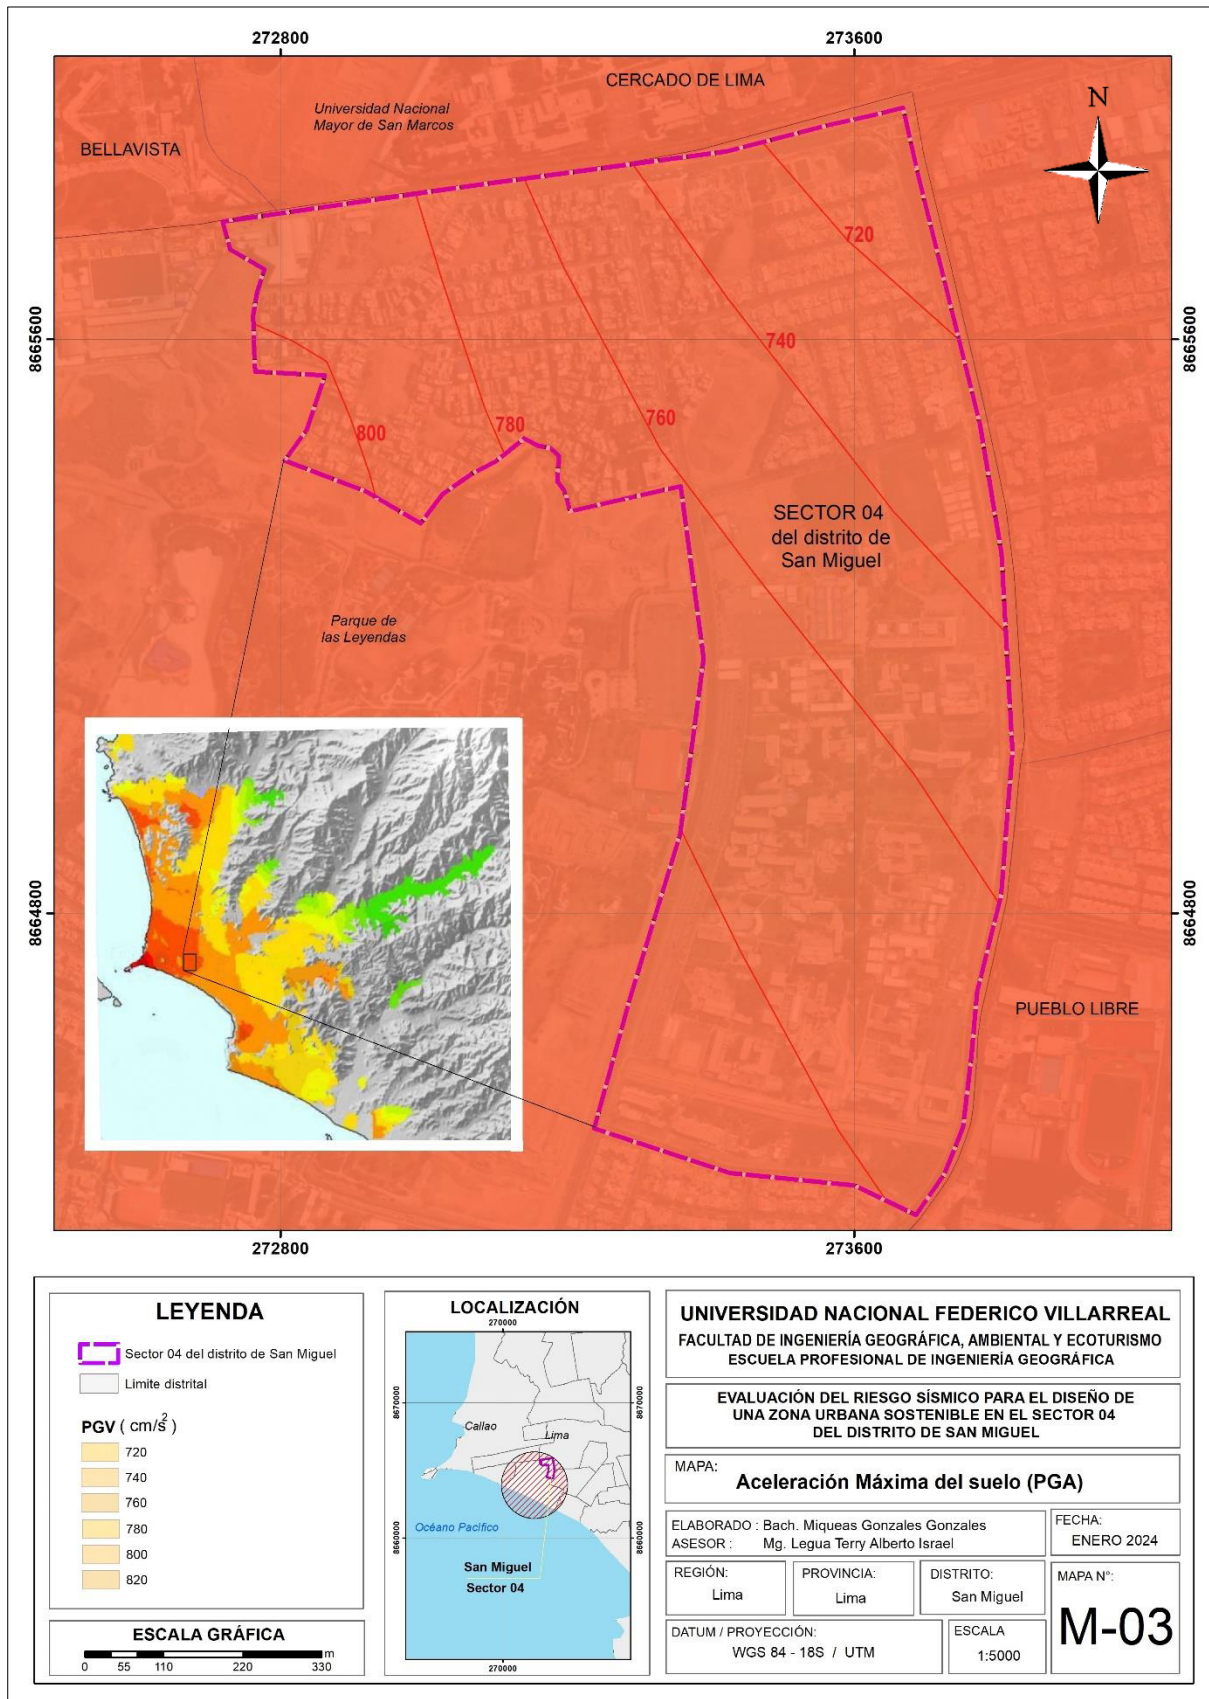 272800
273600
CERCADO DE LIMA
Universidad Nacional
Mayor de San Marcos
BELLAVISTA
N
720
8665600
8665600
740
760
780
800
SECTOR 04
del distrito de
San Miguel
Parque de
las Leyendas
8664800
8664800
PUEBLO LIBRE
272800
273600
LEYENDA
Sector 04 del distrito de San Miguel
Limite distrital
PGV ( cm/s²)
720
740
760
780
800
820
ESCALA GRÁFICA
m
0 55 110 220 330
LOCALIZACIÓN
270000
8670000
8670000
Callao
Lima
Océano Pacífico
8660000
8660000
San Miguel
Sector 04
270000
UNIVERSIDAD NACIONAL FEDERICO VILLARREAL
FACULTAD DE INGENIERÍA GEOGRÁFICA, AMBIENTAL Y ECOTURISMO
ESCUELA PROFESIONAL DE INGENIERÍA GEOGRÁFICA
EVALUACIÓN DEL RIESGO SÍSMICO PARA EL DISEÑO DE
UNA ZONA URBANA SOSTENIBLE EN EL SECTOR 04
DEL DISTRITO DE SAN MIGUEL
MAPA:
Aceleración Máxima del suelo (PGA)
ELABORADO : Bach. Miqueas Gonzales Gonzales
ASESOR : Mg. Legua Terry Alberto Israel
FECHA:
ENERO 2024
REGIÓN:
Lima
PROVINCIA:
Lima
DISTRITO:
San Miguel
MAPA N°:
M-03
DATUM / PROYECCIÓN:
WGS 84 - 18S / UTM
ESCALA
1:5000